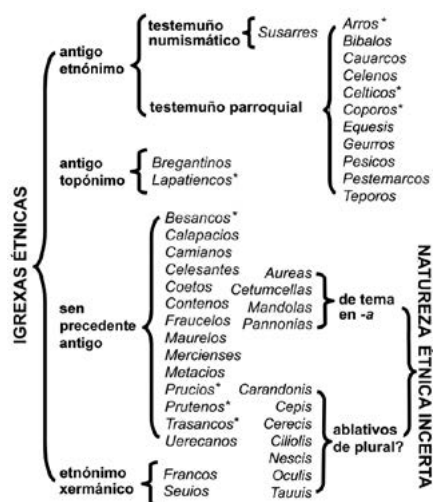 IGREXAS ÉTNICAS
antigo
etnónimo
testemuño
numismático
Susarres
testemuño parroquial
Arros*
Bibalos
Cauarcos
Celenos
Celticos*
Coporos*
Equesis
Geurros
Pesicos
Pestemarcos
Teporos
antigo
topónimo
Bregantinos
Lapatiencos*
sen
precedente
antigo
Besancos*
Calapacios
Camianos
Celesantes
Coetos
Contenos
Fraucelos
Maurelos
Mercienses
Metacios
Prucios*
Prutenos*
Trasancos*
Uerecanos
etnónimo
xermánico
Francos
Seuios
Aureas
Cetumcellas
Mandolas
Pannonias
de tema
en -a
Carandonis
Cepis
Cerecis
Ciliolis
Nescis
Oculis
Tauuis
ablativos
de plural?
NATUREZA ÉTNICA INCERTA